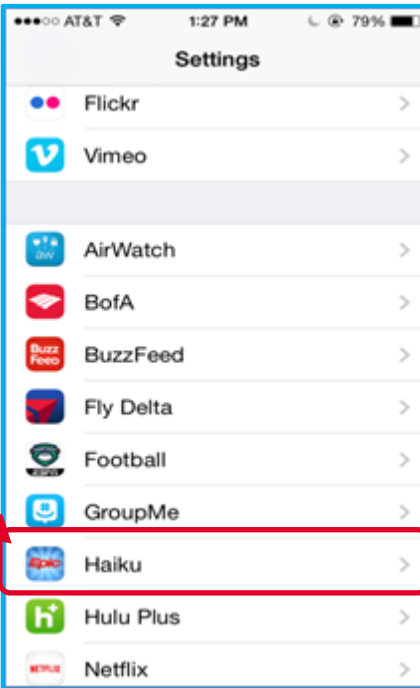 AT&T 1:27 PM 79%
Settings
Flickr
Vimeo
aw
AirWatch
BofA
Buzz
Feed
BuzzFeed
Fly Delta
Football
GroupMe
Epic
Haiku
h+
Hulu Plus
NETFLIX
Netflix